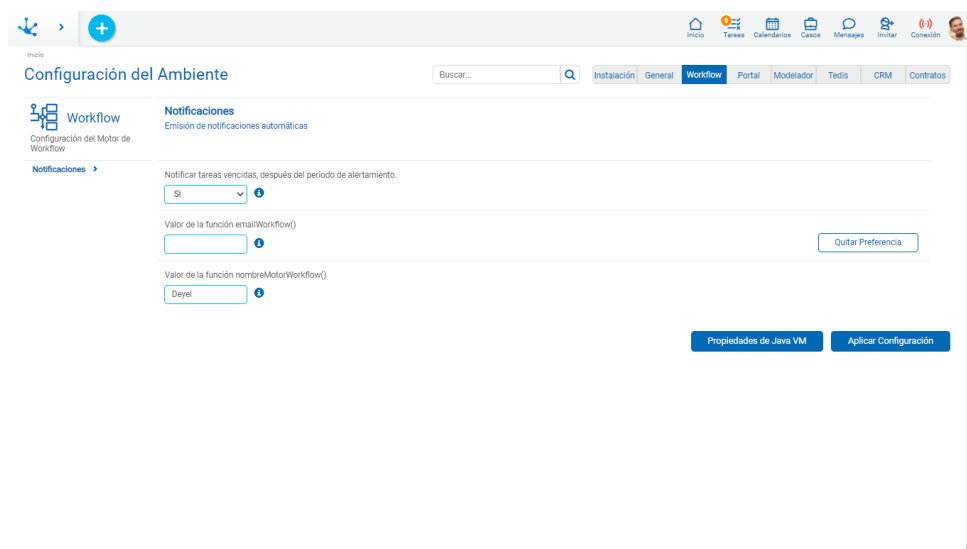 Inicio
Tareas
Calendarios
Casos
Mensajes
Invitar
Conexión
0
Inicio
Configuración del Ambiente
Buscar...
Instalación
General
Workflow
Portal
Modelador
Tedis
CRM
Contratos
Workflow
Configuración del Motor de
Workflow
Notificaciones
Notificaciones
Emisión de notificaciones automáticas
Notificar tareas vencidas, después del periodo de alertamiento.
Si
Valor de la función emailWorkflow()
Quitar Preferencia
Valor de la función nombreMotorWorkflow()
Deyel
Propiedades de Java VM
Aplicar Configuración